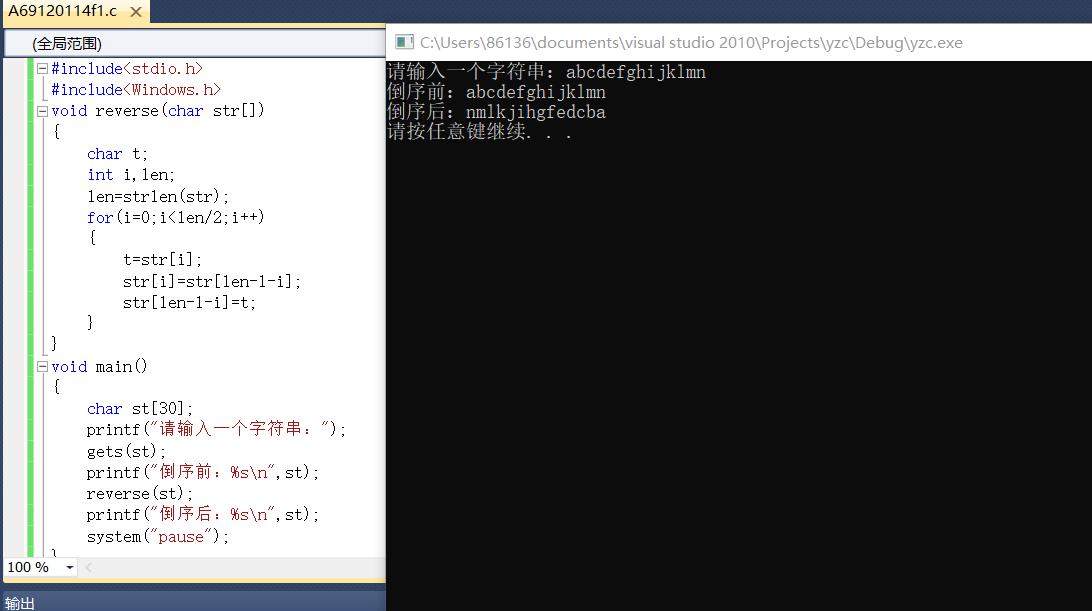 A69120114f1.c
(全局范围)
#include<stdio.h>
#include<Windows.h>
void reverse(char str[])
{
char t;
int i,len;
len=strlen(str);
for(i=0;i<len/2;i++)
{
t=str[i];
str[i]=str[len-1-i];
str[len-1-i]=t;
}
}
void main()
{
char st[30];
printf("请输入一个字符串：");
gets(st);
printf("倒序前：%s\n",st);
reverse(st);
printf("倒序后：%s\n",st);
system("pause");
}
100 %
输出
C:\Users\86136\documents\visual studio 2010\Projects\yzc\Debug\yzc.exe
请输入一个字符串：abcdefghijklmn
倒序前：abcdefghijklmn
倒序后：nmlkjihgfedcba
请按任意键继续. . .